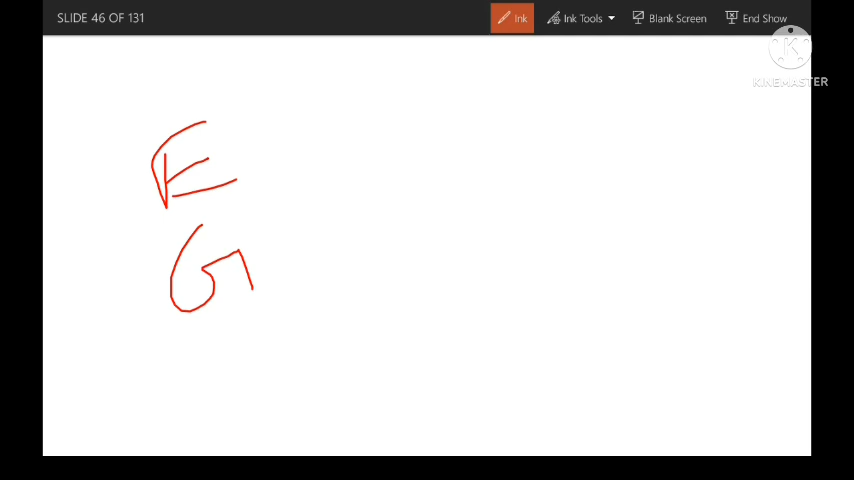 SLIDE 46 OF 131
Ink
Ink Tools
Blank Screen
End Show
K
KINEMASTER
E
G